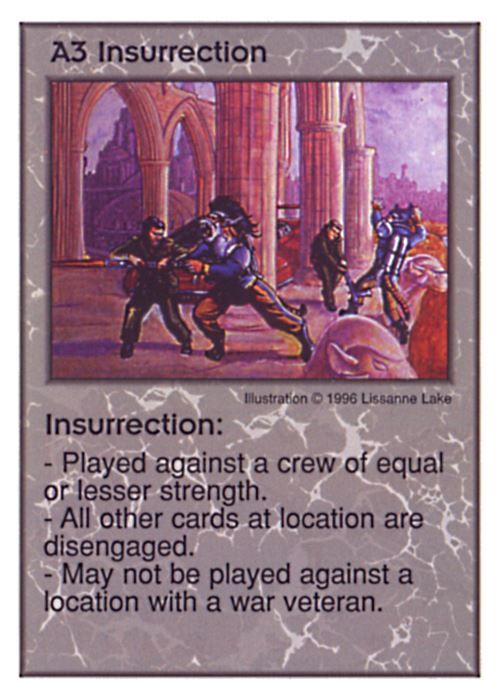 A3 Insurrection
Illustration © 1996 Lissanne Lake
Insurrection:
- Played against a crew of equal
or lesser strength.
- All other cards at location are
disengaged.
- May not be played against a
location with a war veteran.